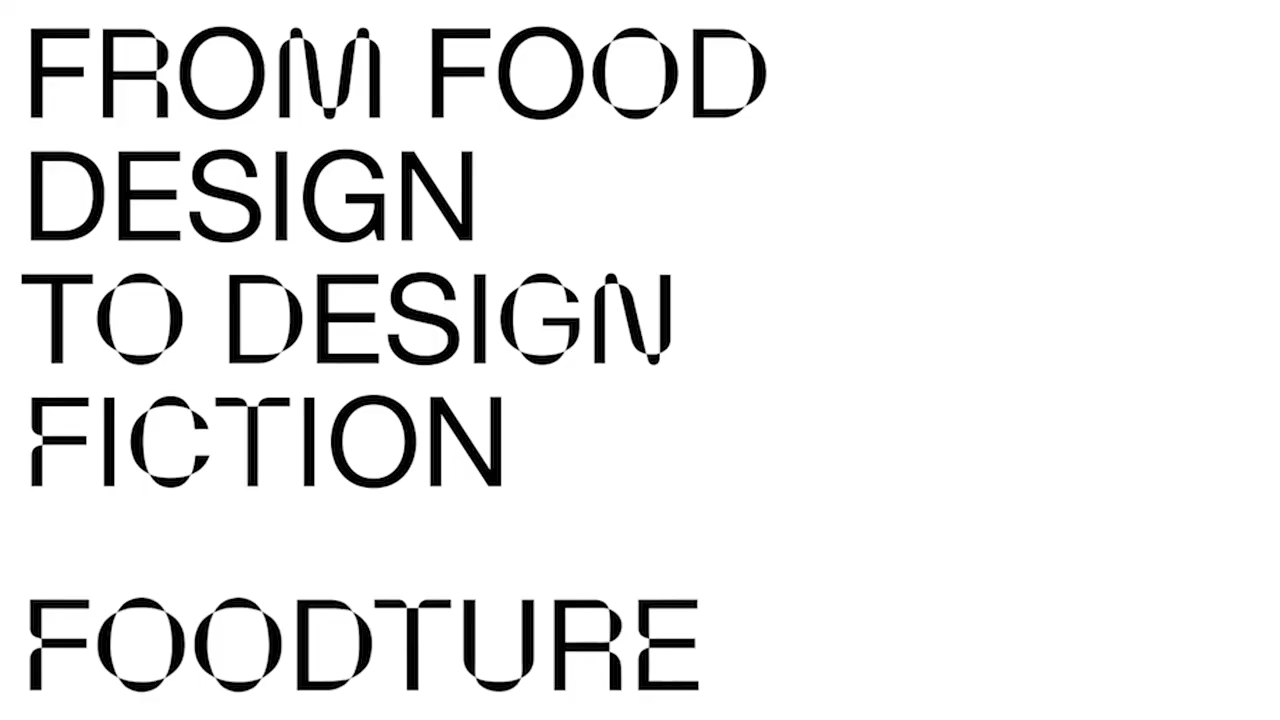 FROM FOOD
DESIGN
TO DESIGN
FICTION
FOODTURE